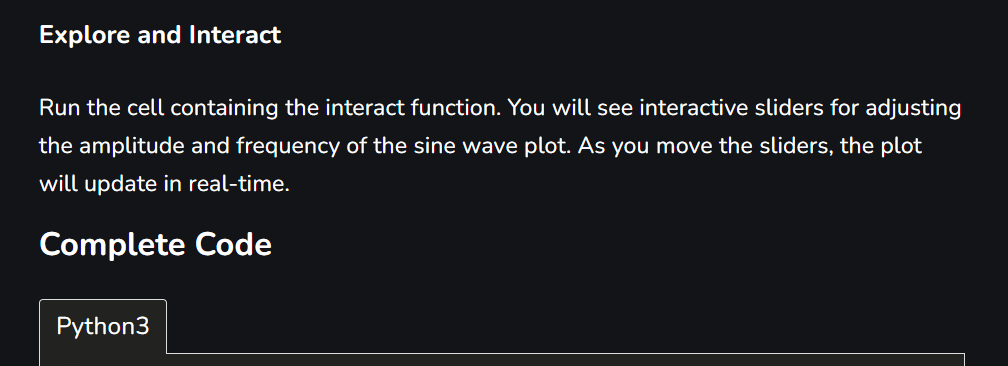 Explore and Interact
Run the cell containing the interact function. You will see interactive sliders for adjusting
the amplitude and frequency of the sine wave plot. As you move the sliders, the plot
will update in real-time.
Complete Code
Python3